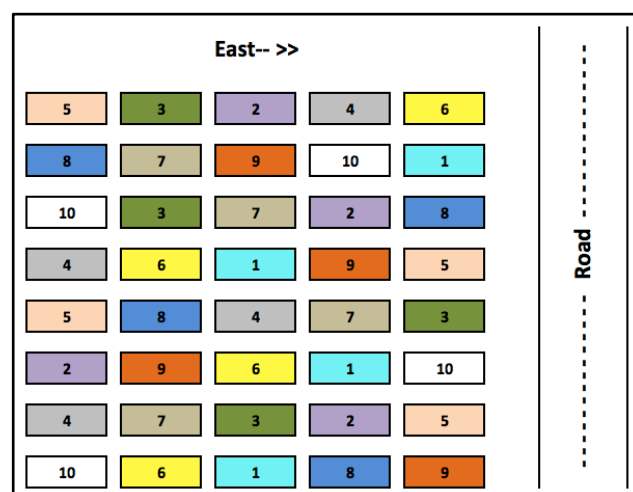 East-- >>
5 3 2 4 6
8 7 9 10 1
10 3 7 2 8
4 6 1 9 5
5 8 4 7 3
2 9 6 1 10
4 7 3 2 5
10 6 1 8 9
Road